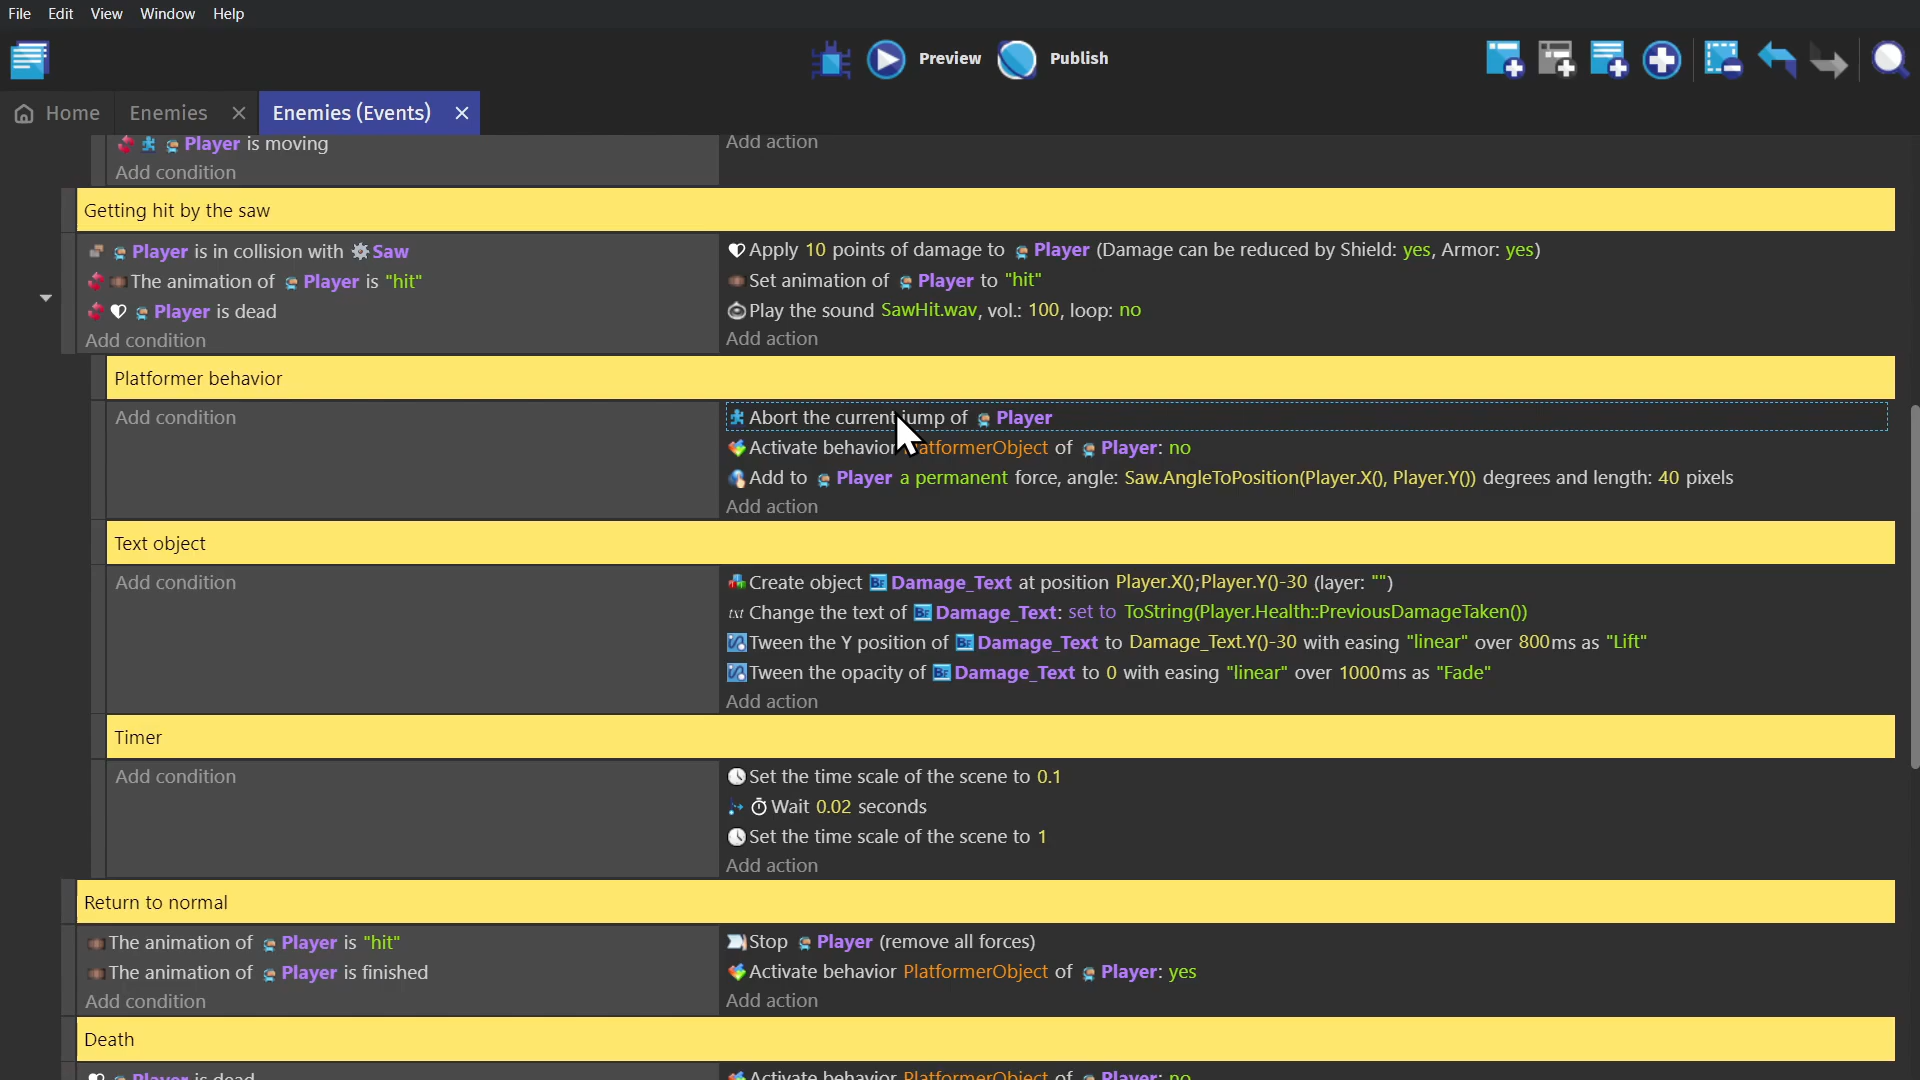 File Edit View Window Help
Preview Publish
Home Enemies Enemies (Events)
Player is moving
Add action
Add condition
Getting hit by the saw
Player is in collision with Saw
Apply 10 points of damage to Player (Damage can be reduced by Shield: yes, Armor: yes)
The animation of Player is "hit"
Set animation of Player to "hit"
Player is dead
Play the sound SawHit.wav, vol.: 100, loop: no
Add condition
Add action
Platformer behavior
Add condition
Abort the current jump of Player
Activate behavior PlatformerObject of Player: no
Add to Player a permanent force, angle: Saw.AngleToPosition(Player.X(), Player.Y()) degrees and length: 40 pixels
Add action
Text object
Add condition
Create object Damage_Text at position Player.X();Player.Y()-30 (layer: "")
txt Change the text of Damage_Text: set to ToString(Player.Health::PreviousDamageTaken())
Tween the Y position of Damage_Text to Damage_Text.Y()-30 with easing "linear" over 800ms as "Lift"
Tween the opacity of Damage_Text to 0 with easing "linear" over 1000ms as "Fade"
Add action
Timer
Add condition
Set the time scale of the scene to 0.1
Wait 0.02 seconds
Set the time scale of the scene to 1
Add action
Return to normal
The animation of Player is "hit"
Stop Player (remove all forces)
The animation of Player is finished
Activate behavior PlatformerObject of Player: yes
Add condition
Add action
Death
Player is dead
Activate behavior PlatformerObject of Player: no